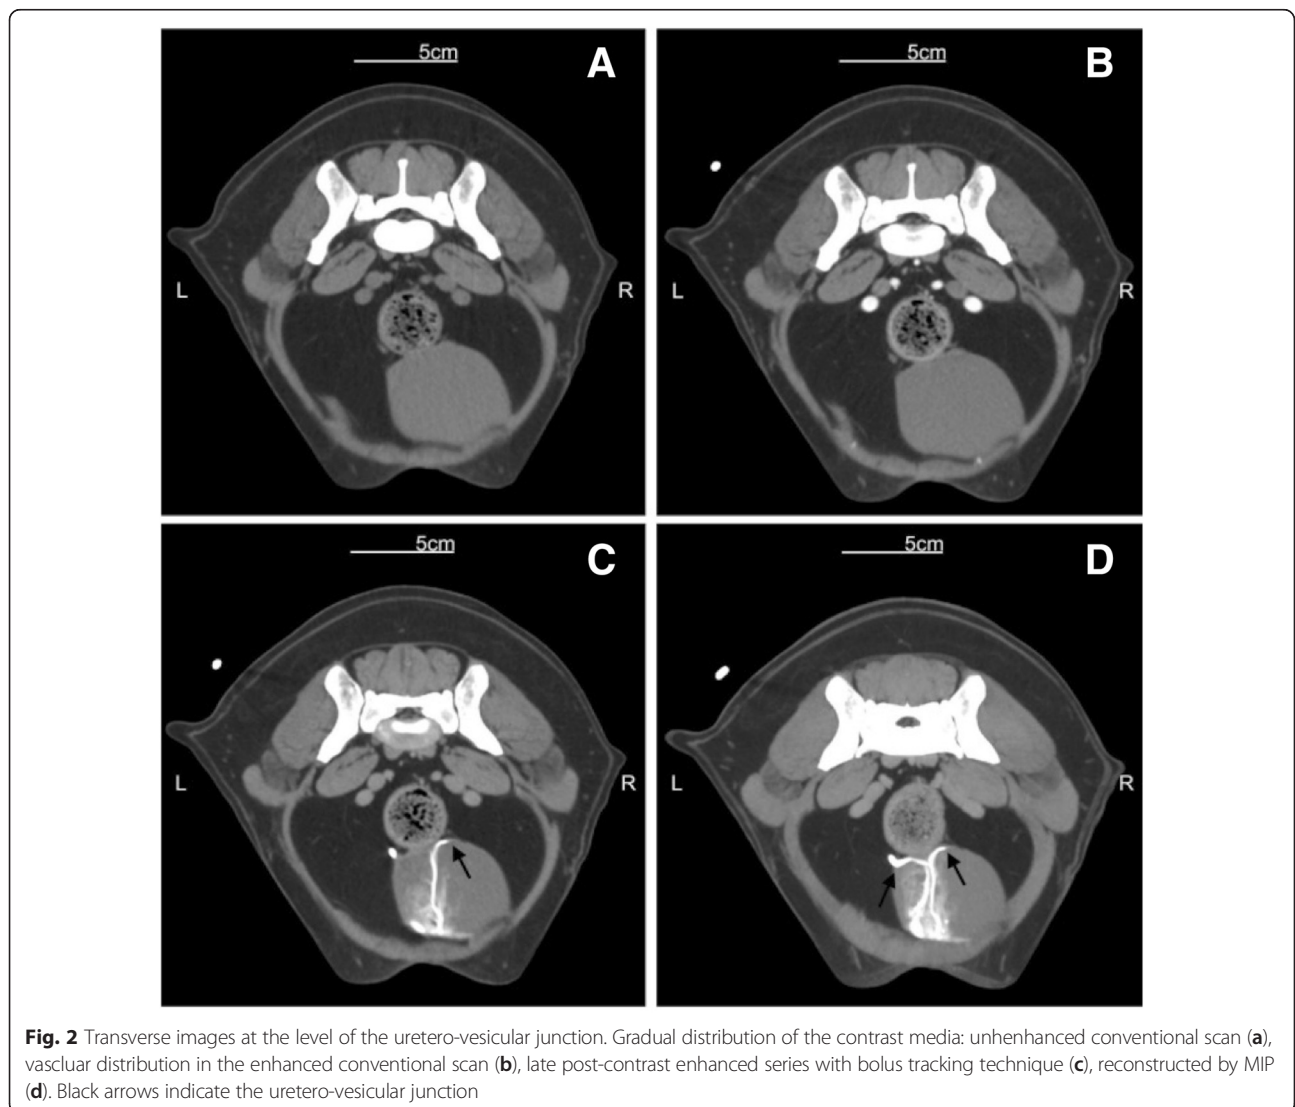 5cm
A
5cm
B
L
R
L
R
5cm
C
5cm
D
L
R
L
R
Fig. 2 Transverse images at the level of the uretero-vesicular junction. Gradual distribution of the contrast media: unhenhanced conventional scan (a),
vascluar distribution in the enhanced conventional scan (b), late post-contrast enhanced series with bolus tracking technique (c), reconstructed by MIP
(d). Black arrows indicate the uretero-vesicular junction